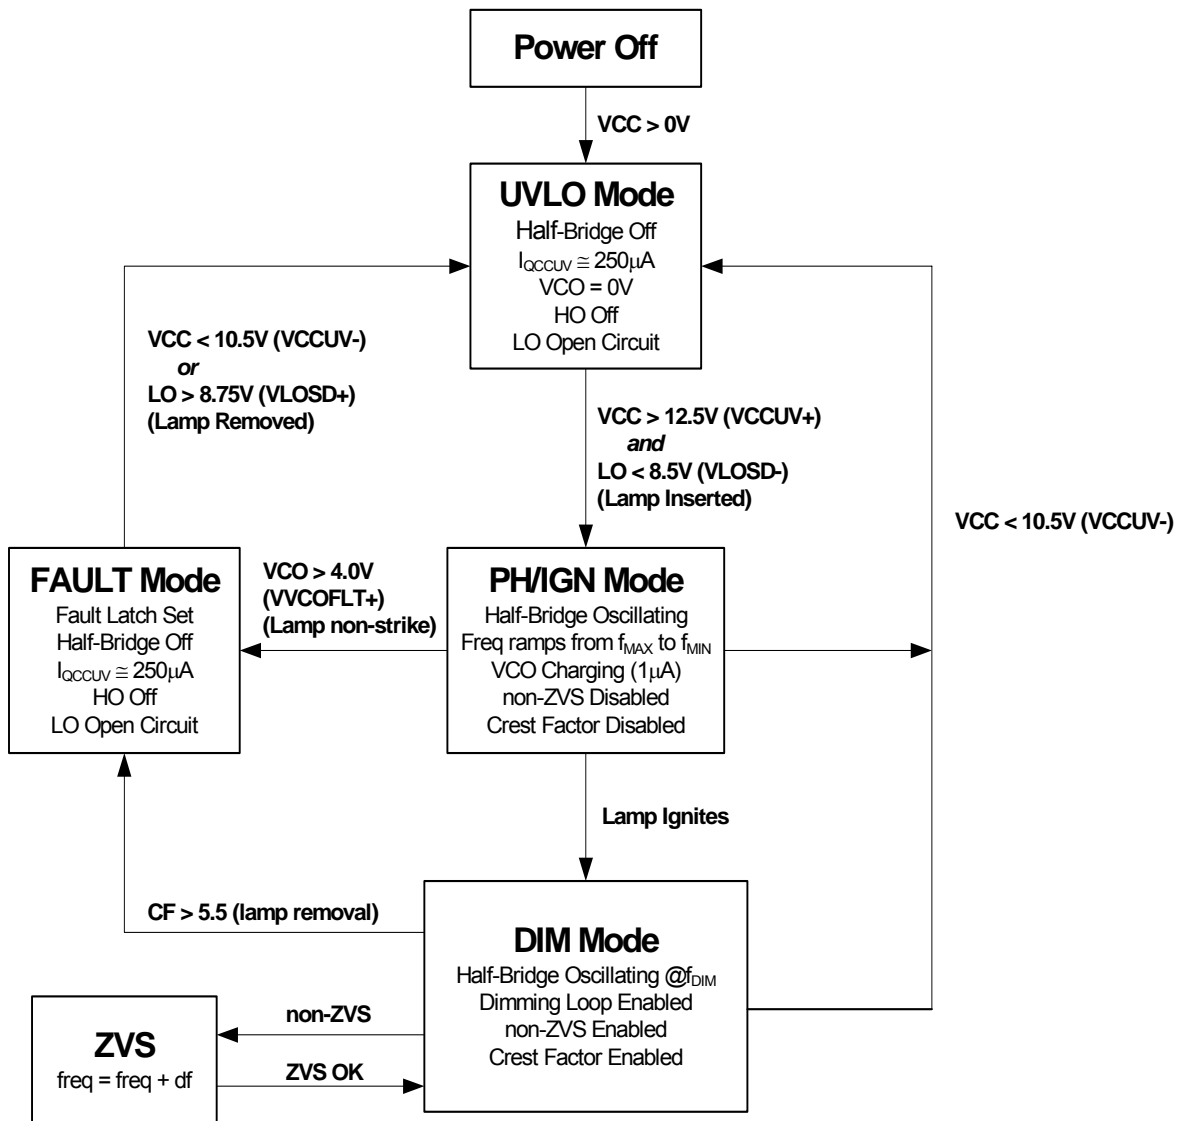 Power Off
VCC > 0V
UVLO Mode
Half-Bridge Off
IQCCUV ≅ 250μA
VCO = 0V
HO Off
LO Open Circuit
VCC < 10.5V (VCCUV-)
or
LO > 8.75V (VLOSD+)
(Lamp Removed)
VCC > 12.5V (VCCUV+)
and
LO < 8.5V (VLOSD-)
(Lamp Inserted)
VCC < 10.5V (VCCUV-)
FAULT Mode
Fault Latch Set
Half-Bridge Off
IQCCUV ≅ 250μA
HO Off
LO Open Circuit
VCO > 4.0V
(VVCOFLT+)
(Lamp non-strike)
PH/IGN Mode
Half-Bridge Oscillating
Freq ramps from fMAX to fMIN
VCO Charging (1μA)
non-ZVS Disabled
Crest Factor Disabled
Lamp Ignites
CF > 5.5 (lamp removal)
DIM Mode
Half-Bridge Oscillating @fDIM
Dimming Loop Enabled
non-ZVS Enabled
Crest Factor Enabled
non-ZVS
ZVS OK
ZVS
freq = freq + df